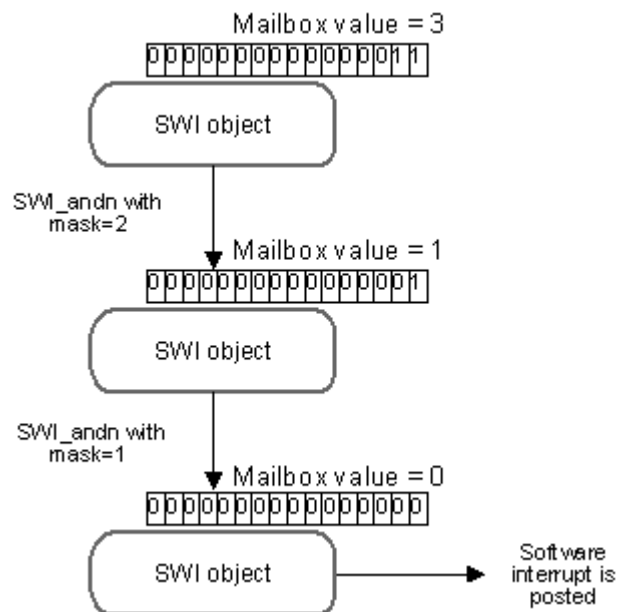 Mailbox value = 3
0000000000000011
SWI object
SWI_andn with
mask=2
Mailbox value = 1
0000000000000001
SWI object
SWI_andn with
mask=1
Mailbox value = 0
0000000000000000
SWI object
Software
interrupt is
posted